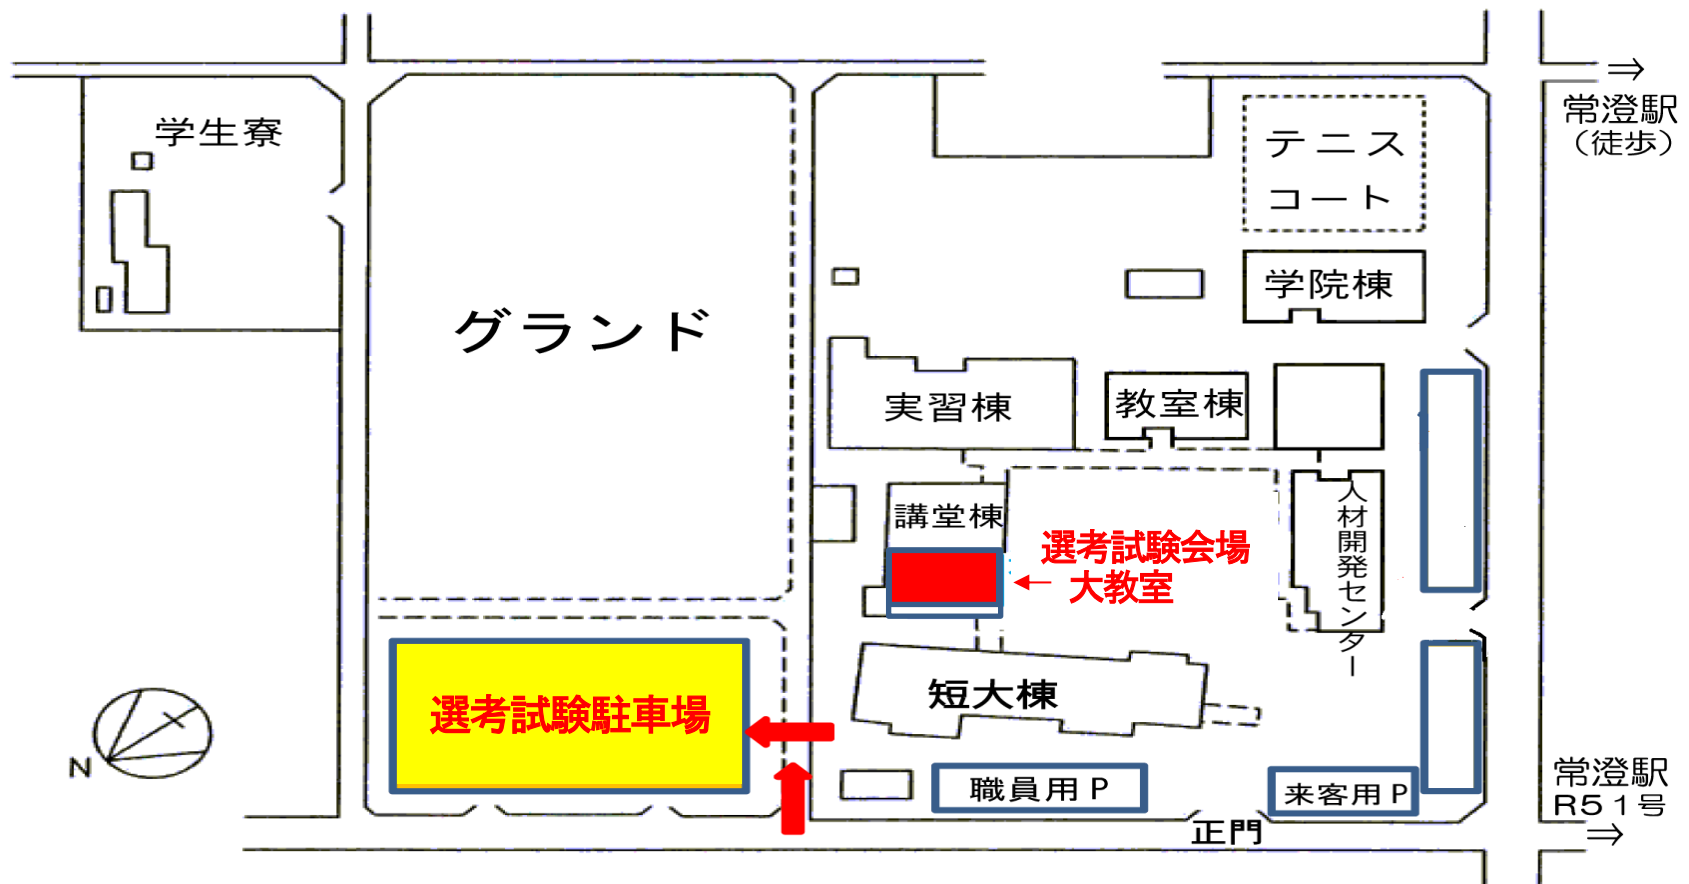 ⇒
常澄駅
（徒歩）
学生寮
テニス
コート
グランド
学院棟
実習棟
教室棟
講堂棟
人材開発センター
選考試験会場
大教室
選考試験駐車場
短大棟
N
職員用P
来客用P
正門
常澄駅
R51号
⇒